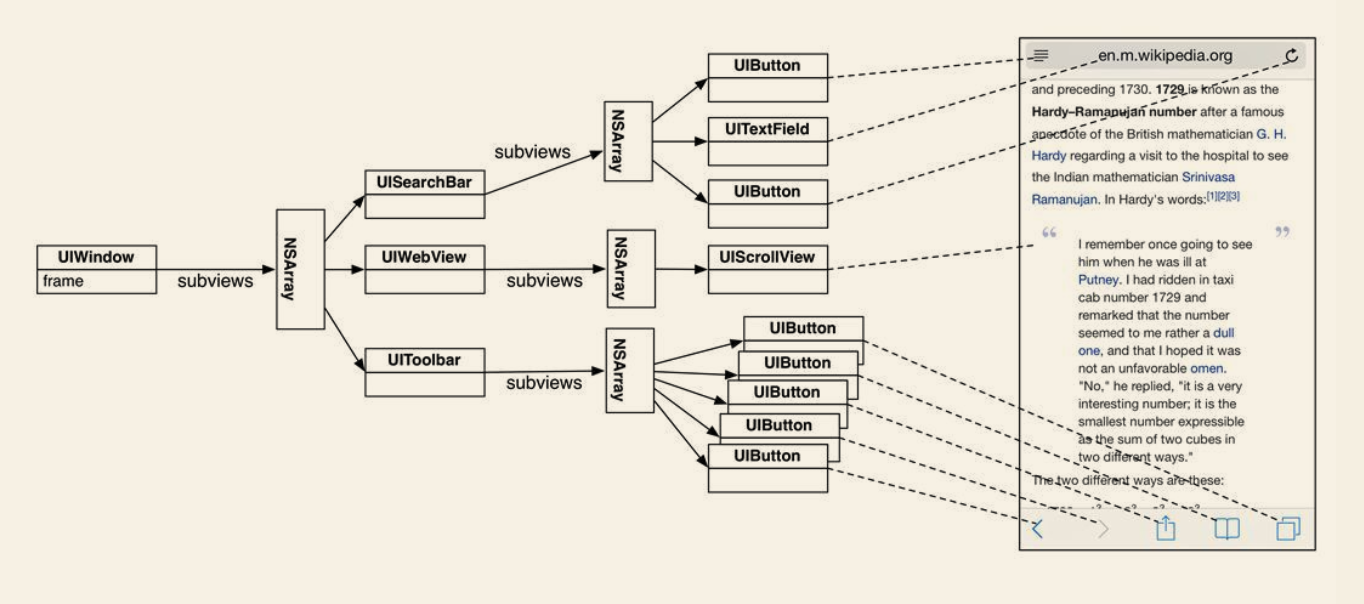 UIWindow
frame
subviews
NSArray
UISearchBar
subviews
UIWebView
subviews
UIToolbar
subviews
NSArray
UIButton
UITextField
UIButton
NSArray
UIScrollView
NSArray
UIButton
UIButton
UIButton
UIButton
UIButton
en.m.wikipedia.org
and preceding 1730. 1729 is known as the
Hardy–Ramanujan number after a famous
anecdote of the British mathematician G. H.
Hardy regarding a visit to the hospital to see
the Indian mathematician Srinivasa
Ramanujan. In Hardy's words:[1][2][3]
“ ”
I remember once going to see
him when he was ill at
Putney. I had ridden in taxi
cab number 1729 and
remarked that the number
seemed to me rather a dull
one, and that I hoped it was
not an unfavorable omen.
"No," he replied, "it is a very
interesting number; it is the
smallest number expressible
as the sum of two cubes in
two different ways."
The two different ways are these: